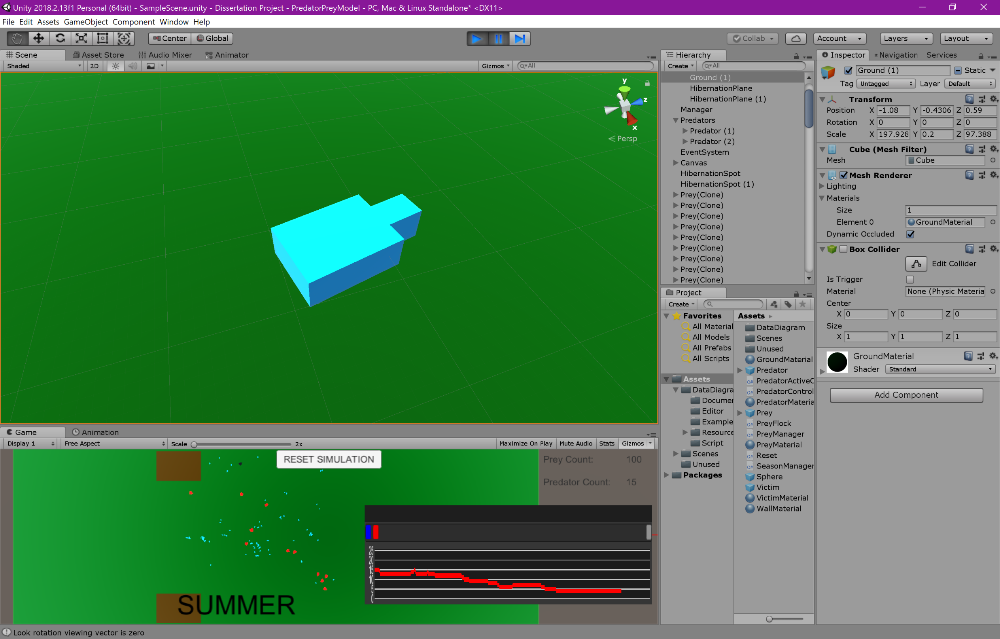 Unity 2018.2.13f1 Personal (64bit) - SampleScene.unity - Dissertation Project - PredatorPreyModel - PC, Mac & Linux Standalone* <DX11>
File Edit Assets GameObject Component Window Help
Center Global Collab Account Layers Layout
Scene Asset Store Audio Mixer Animator
Shaded 2D Gizmos All
y
z
x
Persp
Hierarchy
Create All
Ground (1)
HibernationPlane
HibernationPlane (1)
Manager
Predators
Predator (1)
Predator (2)
EventSystem
Canvas
HibernationSpot
HibernationSpot (1)
Prey(Clone)
Prey(Clone)
Prey(Clone)
Prey(Clone)
Prey(Clone)
Prey(Clone)
Prey(Clone)
Prey(Clone)
Prey(Clone)
Inspector Navigation Services
Ground (1) Static
Tag Untagged Layer Default
Transform
Position X -1.08 Y -0.4306 Z 0.59
Rotation X 0 Y 0 Z 0
Scale X 197.928 Y 0.2 Z 97.388
Cube (Mesh Filter)
Mesh Cube
Mesh Renderer
Lighting
Materials
Size 1
Element 0 GroundMaterial
Dynamic Occluded
Box Collider
Edit Collider
Is Trigger
Material None (Physic Materia
Center
X 0 Y 0 Z 0
Size
X 1 Y 1 Z 1
GroundMaterial
Shader Standard
Add Component
Project
Create
Favorites
All Material
All Models
All Prefabs
All Scripts
Assets
DataDiagra
Documen
Editor
Example
Resource
Script
Scenes
Unused
Packages
Assets
DataDiagram
Scenes
Unused
GroundMaterial
Predator
PredatorActiveC
PredatorControl
PredatorMateria
Prey
PreyFlock
PreyManager
PreyMaterial
Reset
SeasonManager
Sphere
Victim
VictimMaterial
WallMaterial
Game Animation
Display 1 Free Aspect Scale 2x Maximize On Play Mute Audio Stats Gizmos
RESET SIMULATION
Prey Count: 100
Predator Count: 15
25
20
15
10
5
0
SUMMER
Look rotation viewing vector is zero